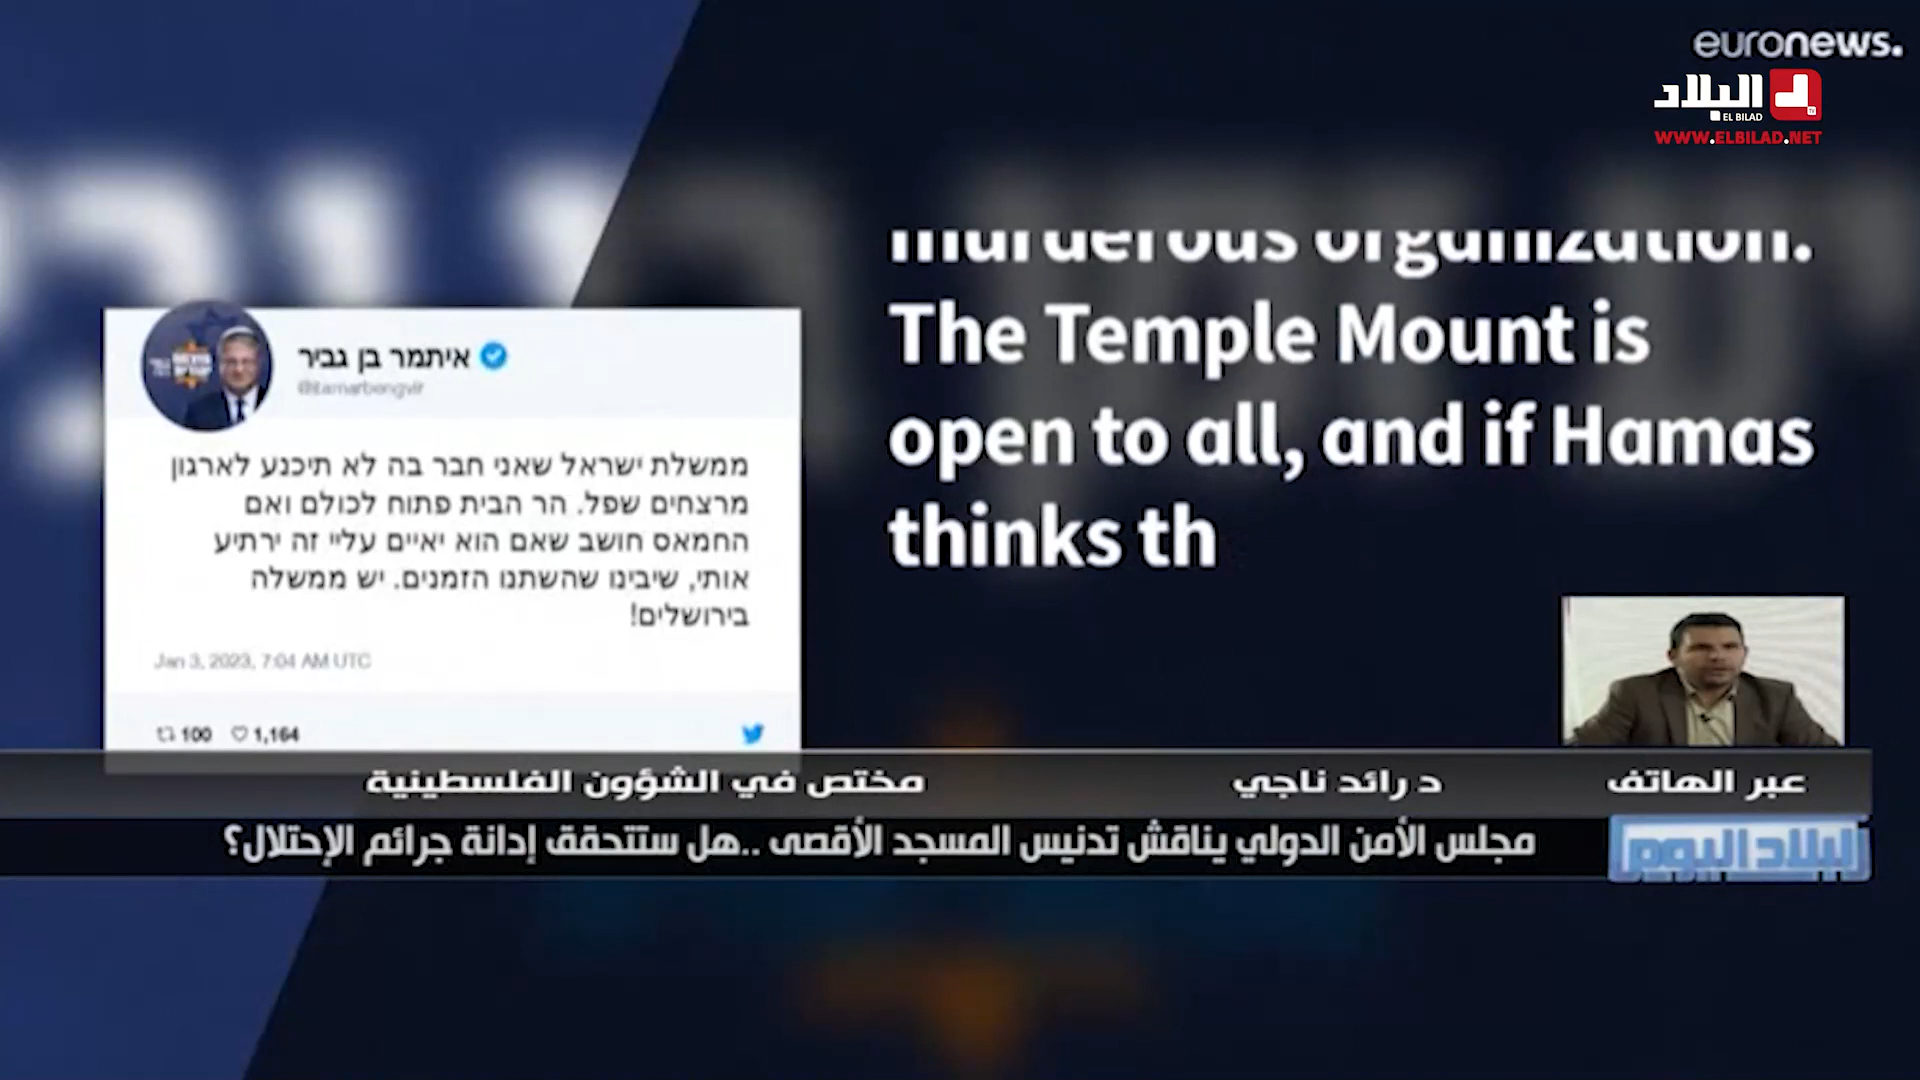 euronews.
البلاد
EL BILAD
WWW.ELBILAD.NET
murderous organization.
The Temple Mount is
open to all, and if Hamas
thinks th
איתמר בן גביר
@itamarbengvir
ממשלת ישראל שאני חבר בה לא תיכנע לארגון
מרצחים שפל. הר הבית פתוח לכולם ואם
החמאס חושב שאם הוא יאיים עליי זה ירתיע
אותי, שיבינו שהשתנו הזמנים. יש ממשלה
בירושלים!
Jan 3, 2023, 7:04 AM UTC
100 1,164
عبر الهاتف د رائد ناجي مختص في الشؤون الفلسطينية
مجلس الأمن الدولي يناقش تدنيس المسجد الأقصى ..هل ستتحقق إدانة جرائم الإحتلال؟
البلاد اليوم